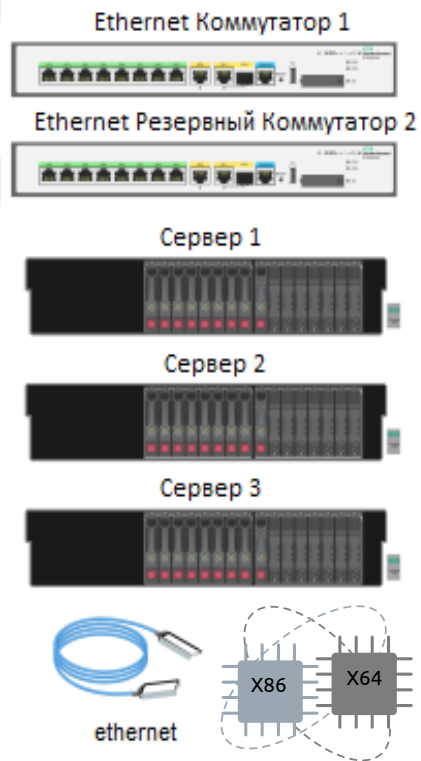 Ethernet Коммутатор 1
Ethernet Резервный Коммутатор 2
Сервер 1
Сервер 2
Сервер 3
ethernet
X86
X64